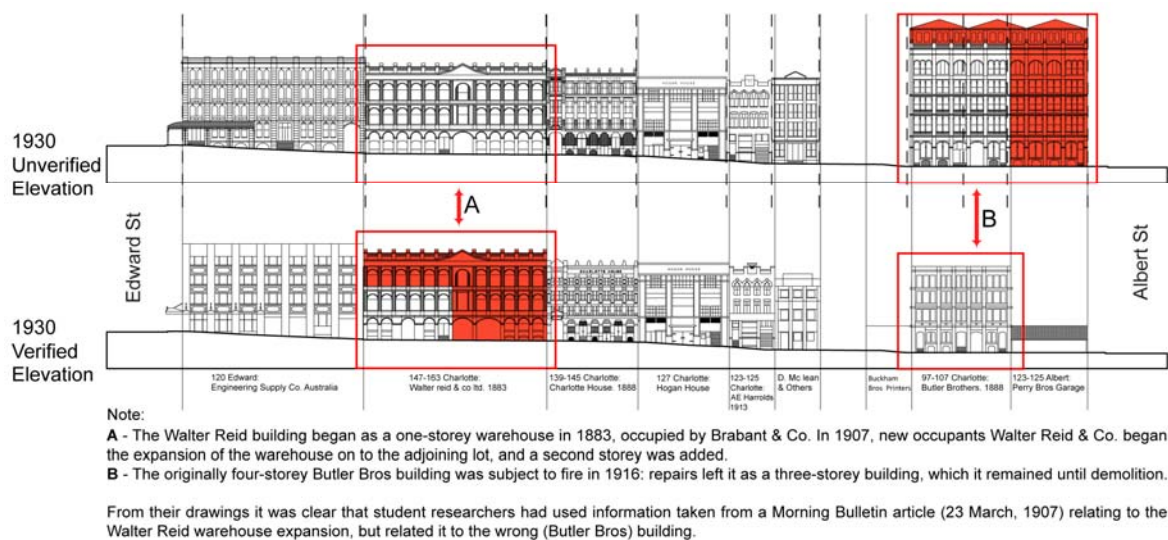 1930
Unverified
Elevation
HOGAN HOUSE
A
B
Edward St
Albert St
CHARLOTTE HOUSE
HOGAN HOUSE
1930
Verified
Elevation
120 Edward:
Engineering Supply Co. Australia
147-163 Charlotte:
Walter reid & co ltd. 1883
139-145 Charlotte:
Charlotte House. 1888
127 Charlotte:
Hogan House
123-125
Charlotte:
AE Harrolds
1913
D. Mc lean
& Others
Buckham
Bros Printers
97-107 Charlotte:
Butler Brothers, 1888
123-125 Albert:
Perry Bros Garage
Note:
A - The Walter Reid building began as a one-storey warehouse in 1883, occupied by Brabant & Co. In 1907, new occupants Walter Reid & Co. began
the expansion of the warehouse on to the adjoining lot, and a second storey was added.
B - The originally four-storey Butler Bros building was subject to fire in 1916: repairs left it as a three-storey building, which it remained until demolition.
From their drawings it was clear that student researchers had used information taken from a Morning Bulletin article (23 March, 1907) relating to the
Walter Reid warehouse expansion, but related it to the wrong (Butler Bros) building.